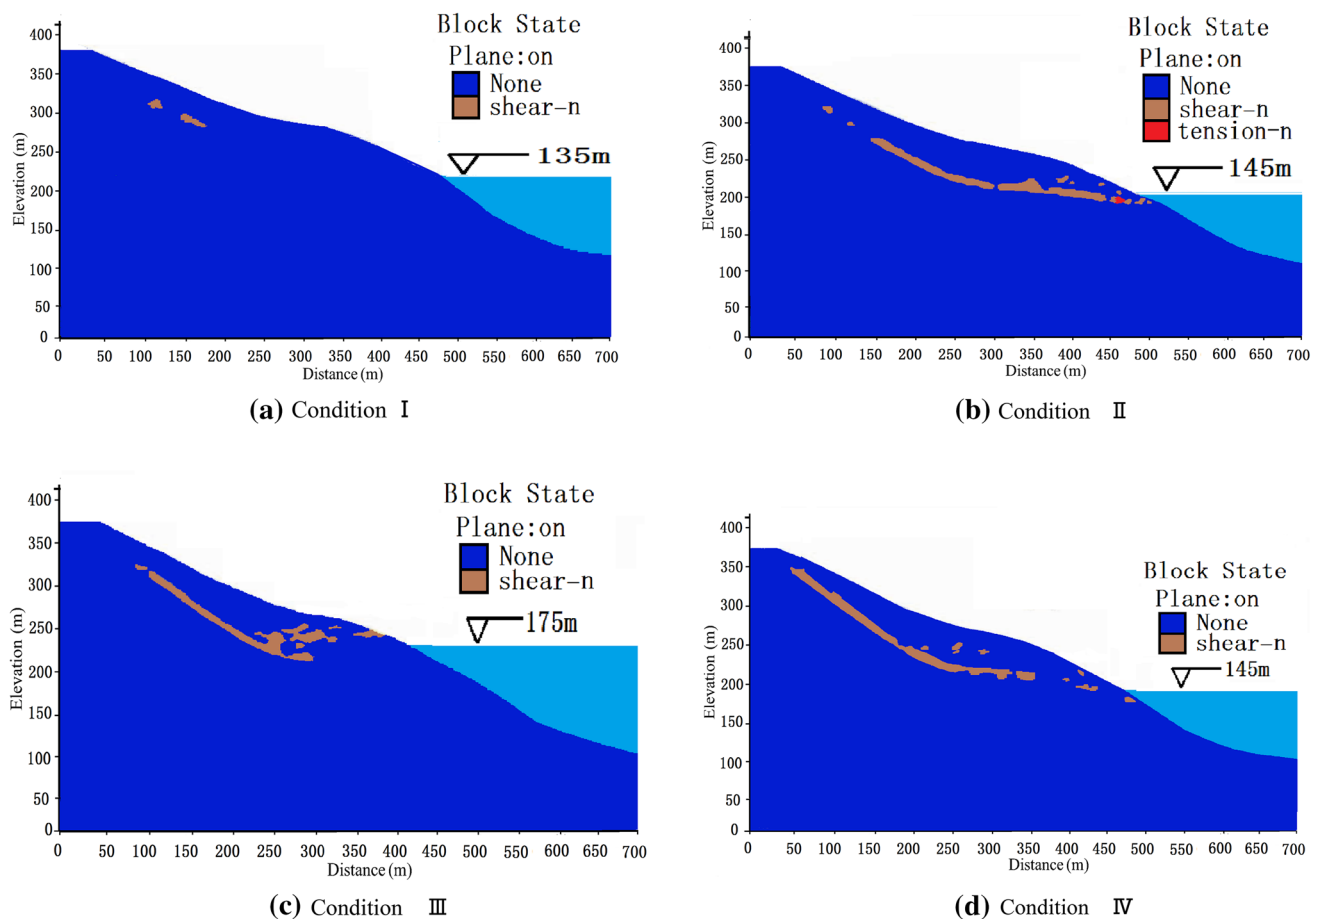 Block State
Plane:on
None
shear-n
135m
Elevation (m)
400
350
300
250
200
150
100
50
0
0 50 100 150 200 250 300 350 400 450 500 550 650 700
Distance (m)
(a) Condition Ⅰ
Block State
Plane:on
None
shear-n
tension-n
145m
Elevation (m)
400
350
300
250
200
150
100
50
0
0 50 100 150 200 250 300 350 400 450 500 550 600 650 700
Distance (m)
(b) Condition Ⅱ
Block State
Plane:on
None
shear-n
175m
Elevation (m)
400
350
300
250
200
150
100
50
0
0 50 100 150 200 250 300 350 400 450 500 550 600 650 700
Distance (m)
(c) Condition Ⅲ
Block State
Plane:on
None
shear-n
145m
Elevation (m)
400
350
300
250
200
150
100
50
0
0 50 100 150 200 250 300 350 400 450 500 550 600 650 700
Distance (m)
(d) Condition Ⅳ